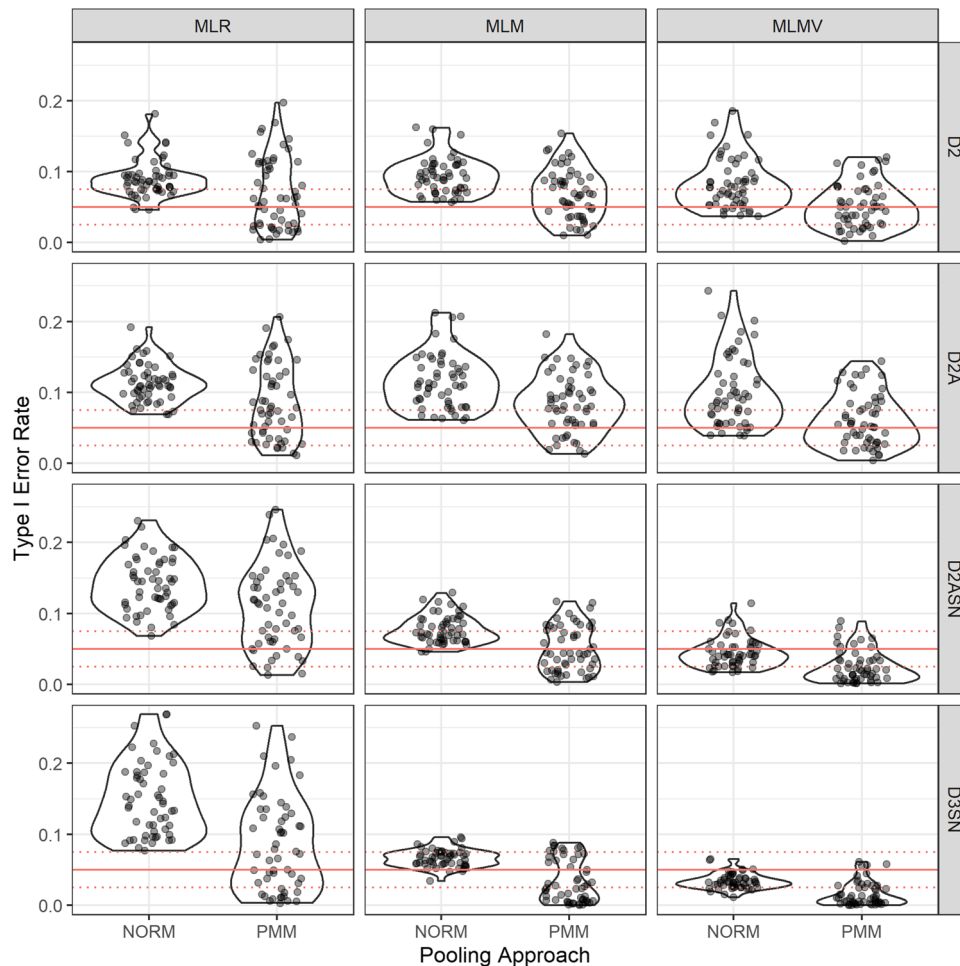 MLR MLM MLMV
Type I Error Rate
0.2
0.1
0.0
D2
0.2
0.1
0.0
D2A
0.2
0.1
0.0
D2ASN
0.2
0.1
0.0
D3SN
NORM PMM NORM PMM NORM PMM
Pooling Approach